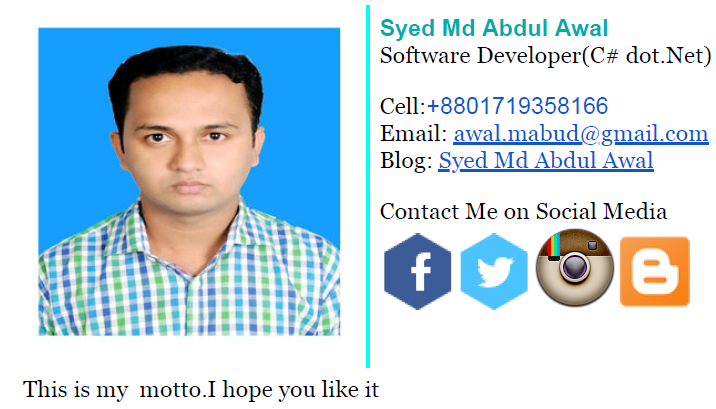 Syed Md Abdul Awal
Software Developer(C# dot.Net)
Cell:+8801719358166
Email: awal.mabud@gmail.com
Blog: Syed Md Abdul Awal
Contact Me on Social Media
This is my  motto.I hope you like it